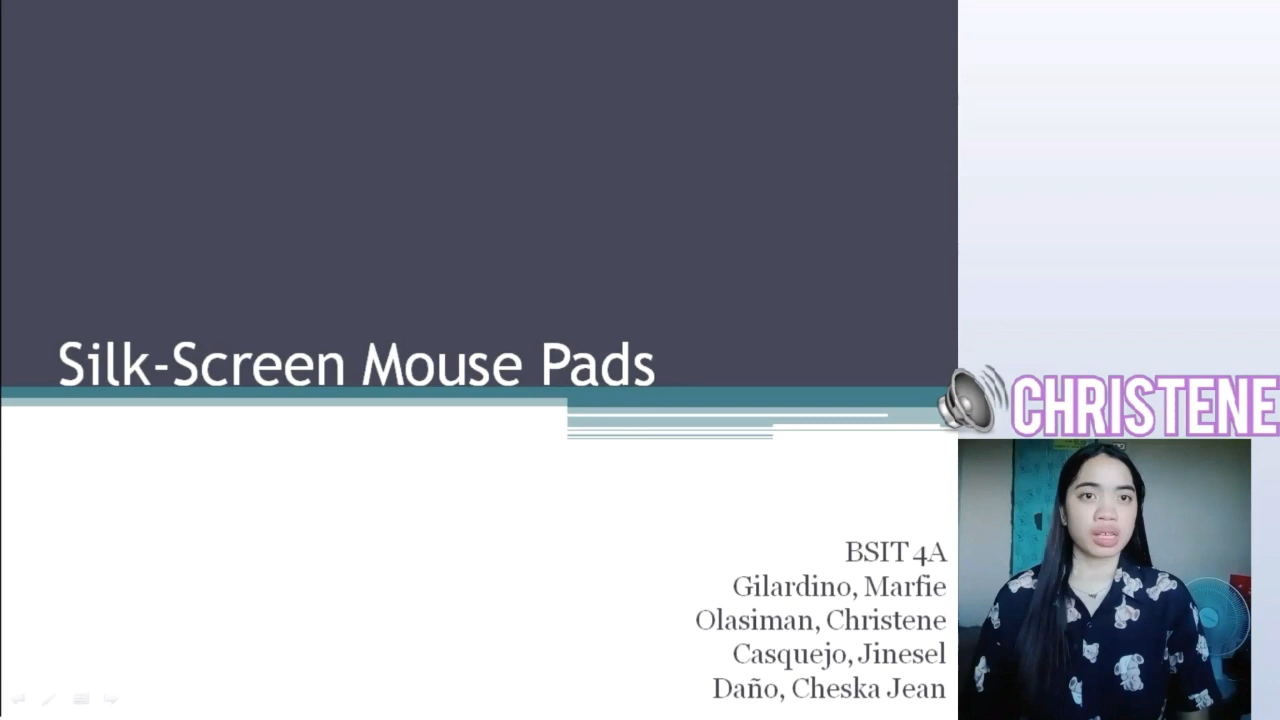 Silk-Screen Mouse Pads
CHRISTENE
BSIT 4A
Gilardino, Marfie
Olasiman, Christene
Casquejo, Jinesel
Daño, Cheska Jean